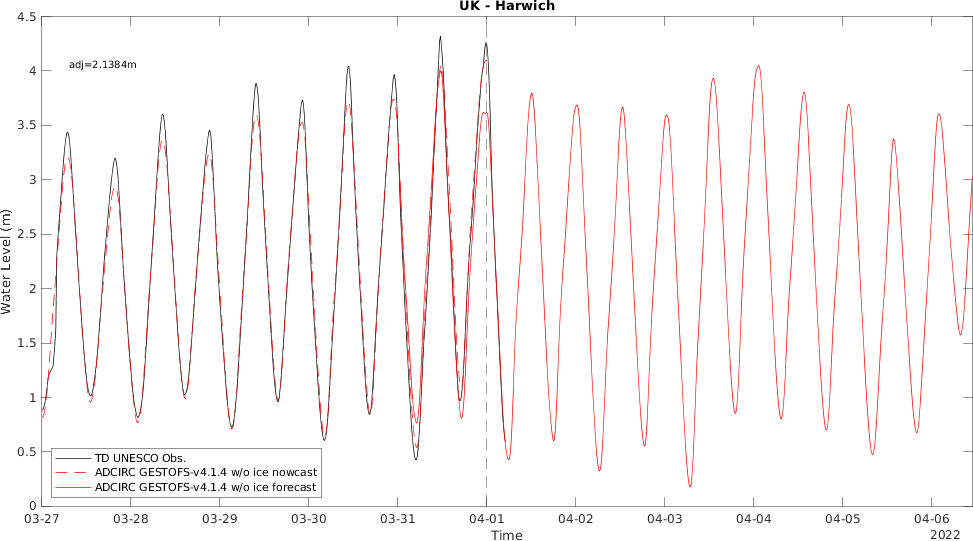 UK - Harwich
4.5
4
3.5
3
2.5
2
1.5
1
0.5
0
Water Level (m)
adj=2.1384m
TD UNESCO Obs.
ADCIRC GESTOFS-v4.1.4 w/o ice nowcast
ADCIRC GESTOFS-v4.1.4 w/o ice forecast
03-27 03-28 03-29 03-30 03-31 04-01 04-02 04-03 04-04 04-05 04-06
Time
2022